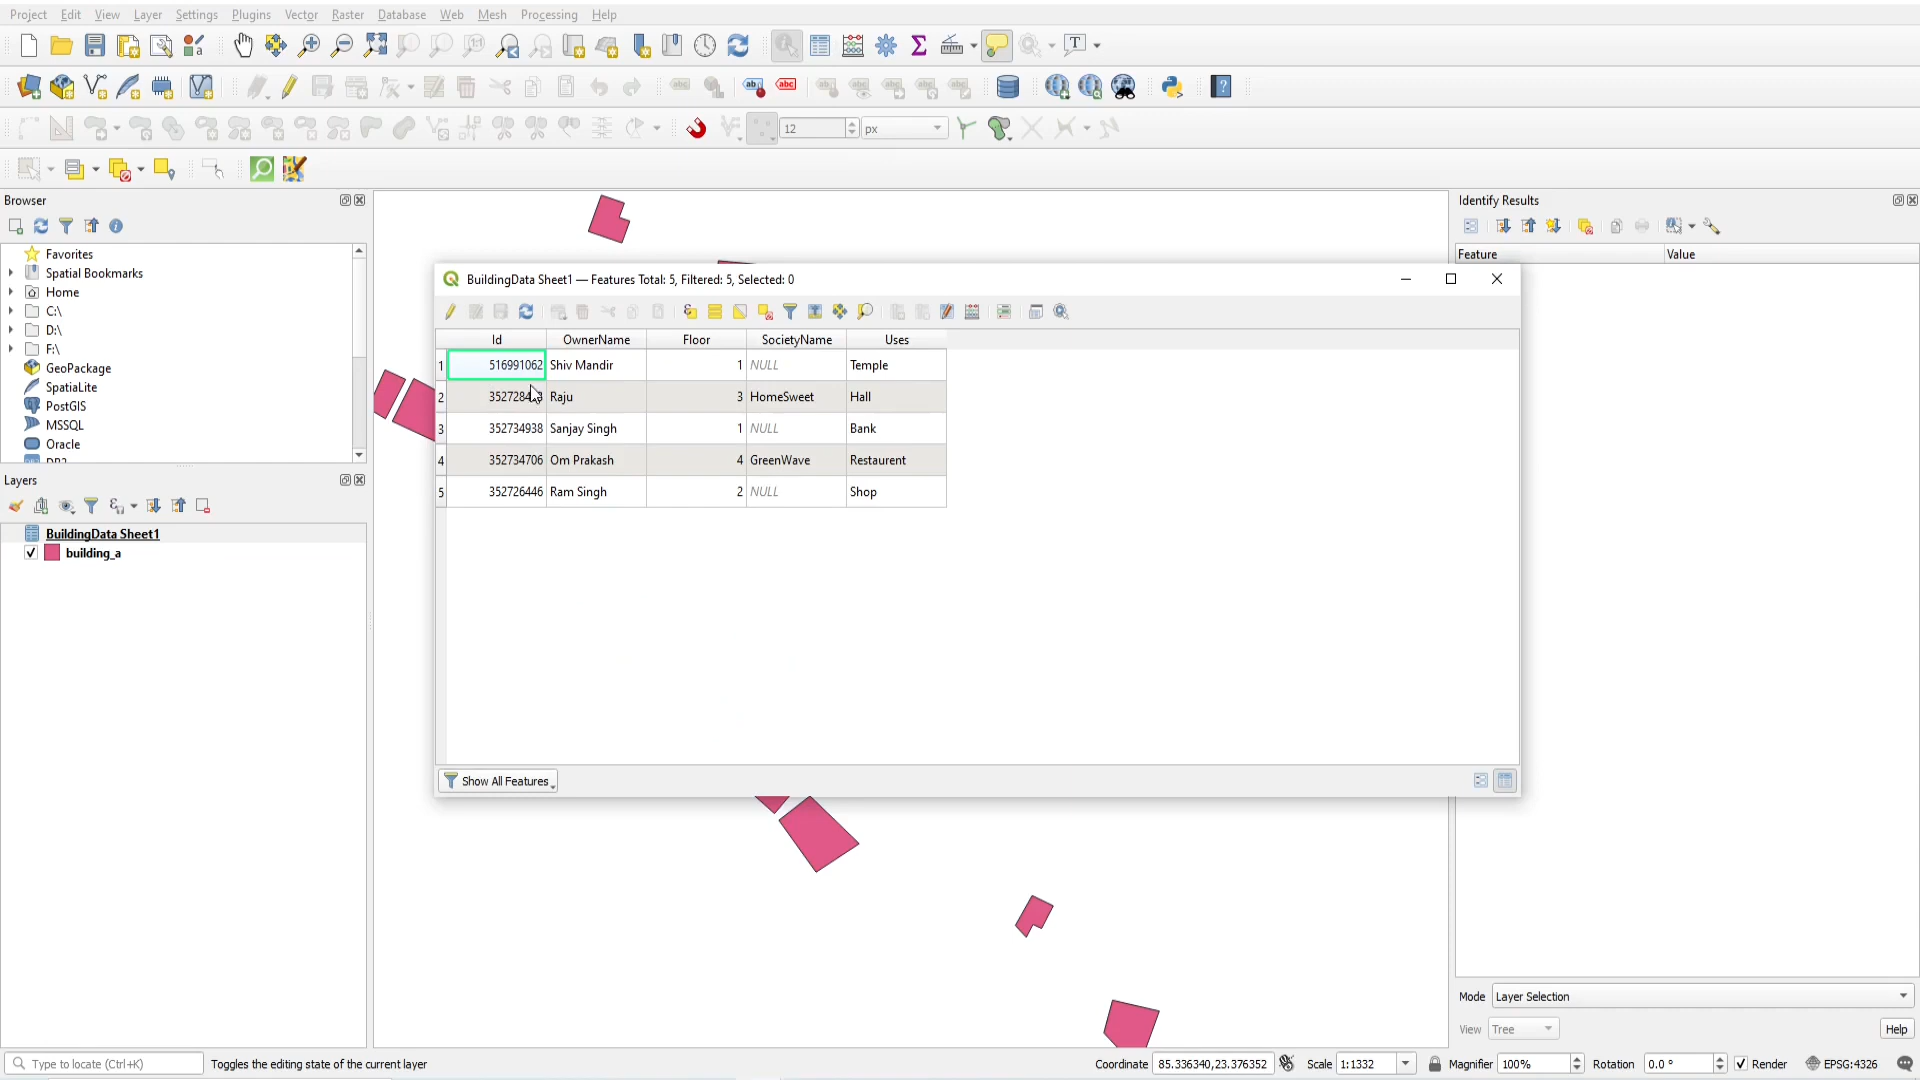 Project Edit View Layer Settings Plugins Vector Raster Database Web Mesh Processing Help
12 px
Browser
Favorites
Spatial Bookmarks
Home
C:\
D:\
F:\
GeoPackage
SpatiaLite
PostGIS
MSSQL
Oracle
Layers
BuildingData Sheet1
building_a
BuildingData Sheet1 — Features Total: 5, Filtered: 5, Selected: 0
Id OwnerName Floor SocietyName Uses
1 516991062 Shiv Mandir 1 NULL Temple
2 Raju 3 HomeSweet Hall
3 352734938 Sanjay Singh 1 NULL Bank
4 352734706 Om Prakash 4 GreenWave Restaurent
5 352726446 Ram Singh 2 NULL Shop
Show All Features
Identify Results
Feature Value
Mode Layer Selection
View Tree Help
Type to locate (Ctrl+K) Toggles the editing state of the current layer Coordinate 85.336340,23.376352 Scale 1:1332 Magnifier 100% Rotation 0.0 ° Render EPSG:4326